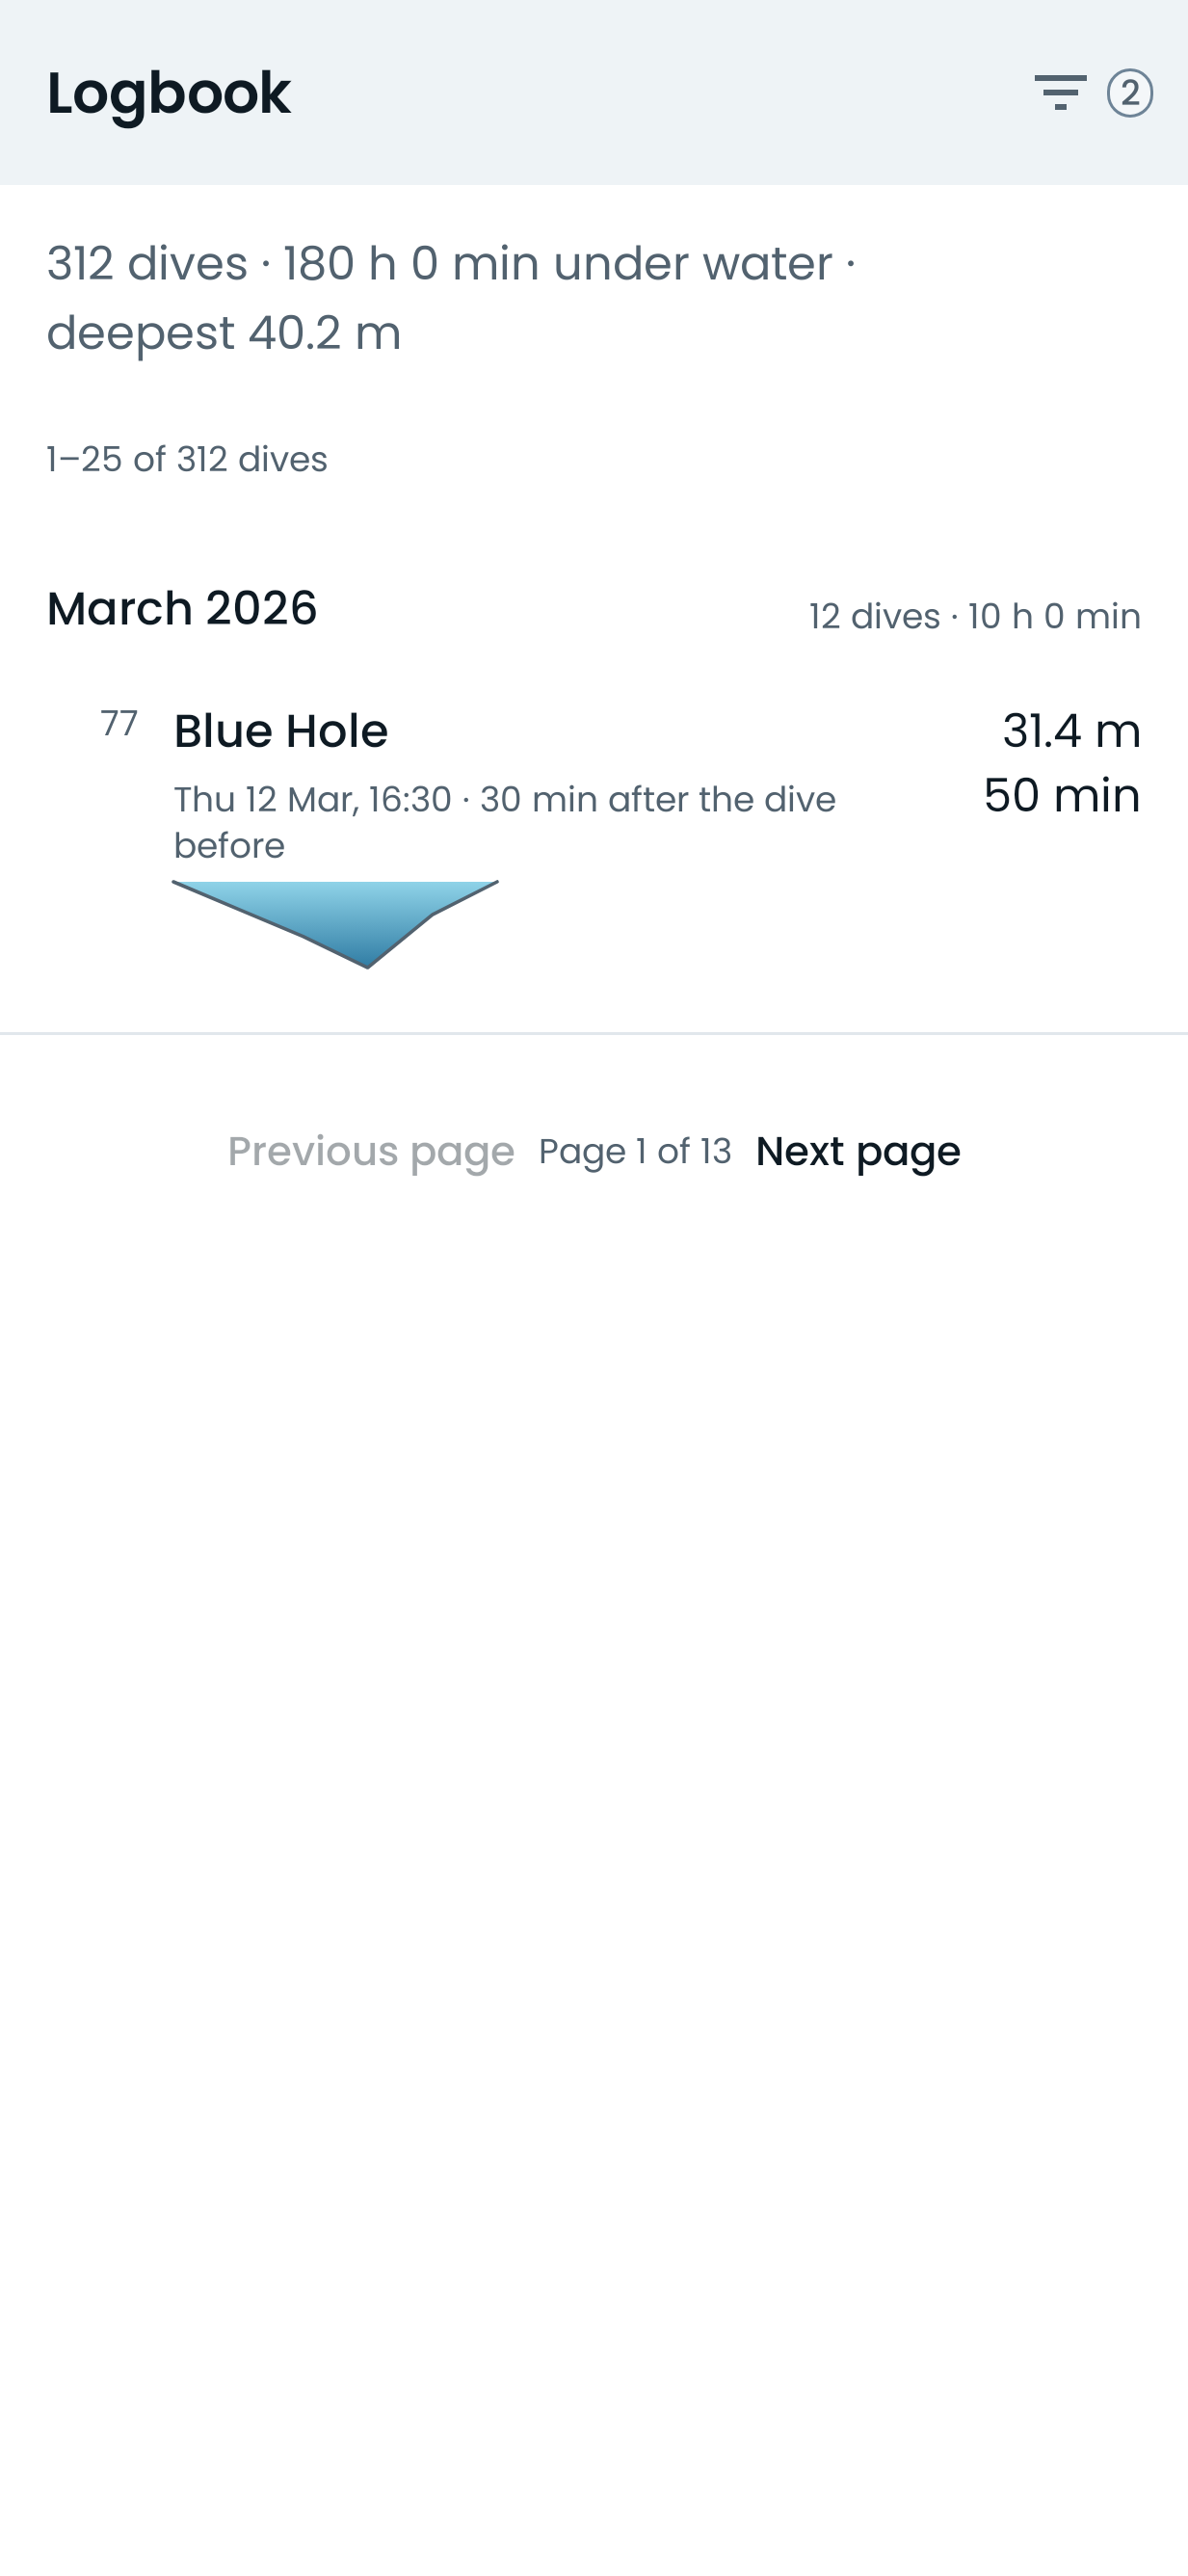 Logbook
2
312 dives · 180 h 0 min under water ·
deepest 40.2 m
1–25 of 312 dives
March 2026
12 dives · 10 h 0 min
77
Blue Hole
31.4 m
Thu 12 Mar, 16:30 · 30 min after the dive
before
50 min
Previous page
Page 1 of 13
Next page